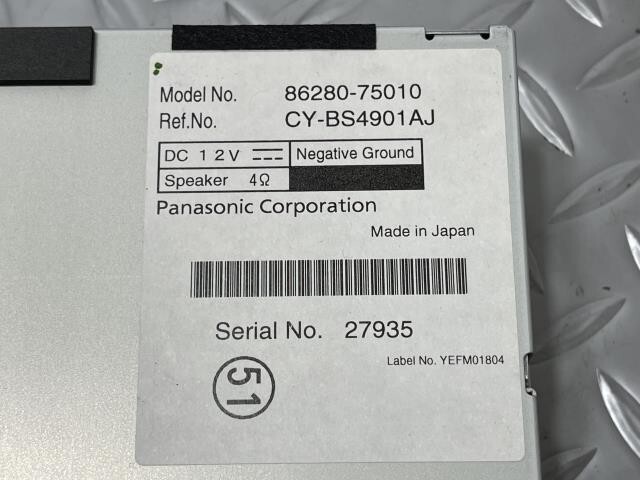 Model No. 86280-75010
Ref.No. CY-BS4901AJ
DC 12V Negative Ground
Speaker 4Ω
Panasonic Corporation
Made in Japan
Serial No. 27935
Label No. YEFM01804
51